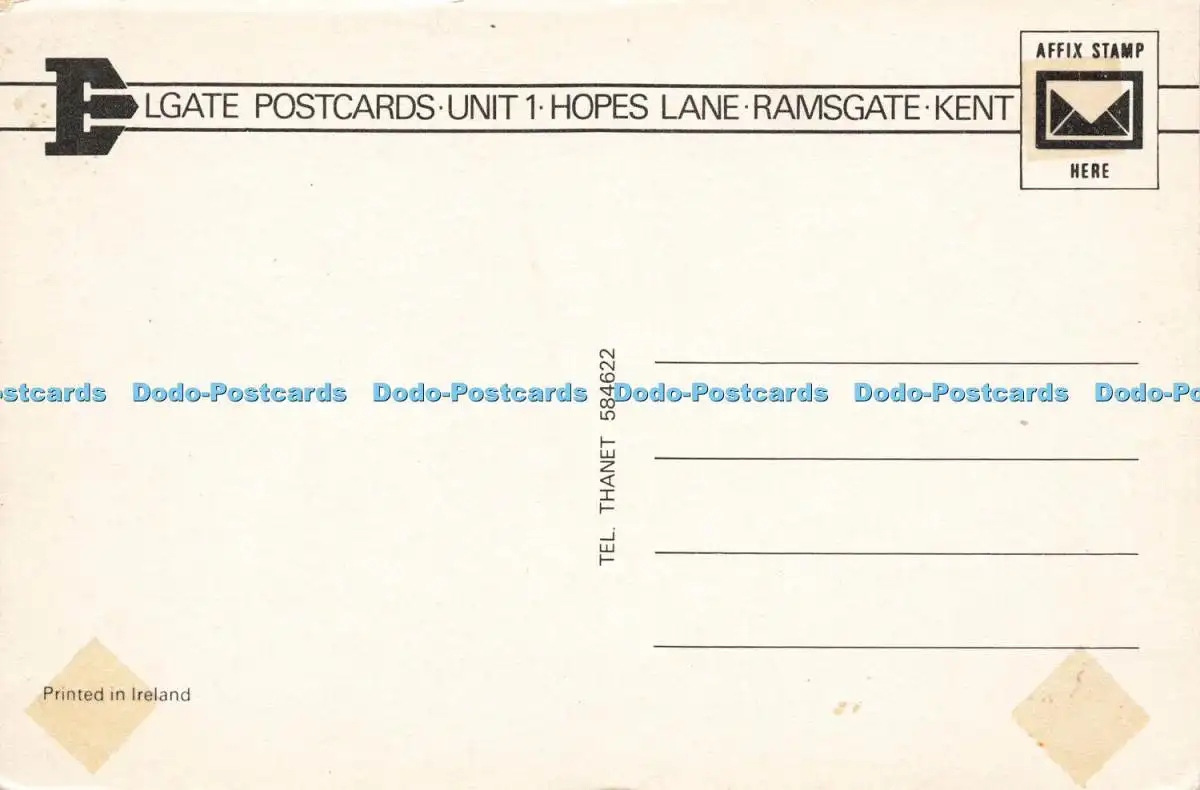 ELGATE POSTCARDS·UNIT 1·HOPES LANE·RAMSGATE·KENT
AFFIX STAMP
HERE
TEL. THANET 584622
ostcards Dodo-Postcards Dodo-Postcards Dodo-Postcards Dodo-Postcards Dodo-Po
Printed in Ireland